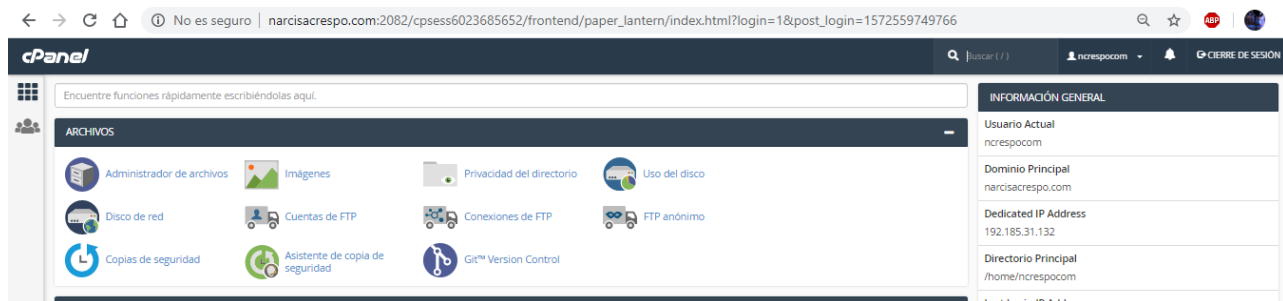 No es seguro | narcisacrespo.com:2082/cpsess6023685652/frontend/paper_lantern/index.html?login=1&post_login=1572559749766
ABP
cPanel
Buscar ( / )
ncrespocom
CIERRE DE SESIÓN
Encuentre funciones rápidamente escribiéndolas aquí.
ARCHIVOS
Administrador de archivos
Imágenes
Privacidad del directorio
Uso del disco
Disco de red
Cuentas de FTP
Conexiones de FTP
FTP anónimo
Copias de seguridad
Asistente de copia de
seguridad
Git™ Version Control
INFORMACIÓN GENERAL
Usuario Actual
ncrespocom
Dominio Principal
narcisacrespo.com
Dedicated IP Address
192.185.31.132
Directorio Principal
/home/ncrespocom